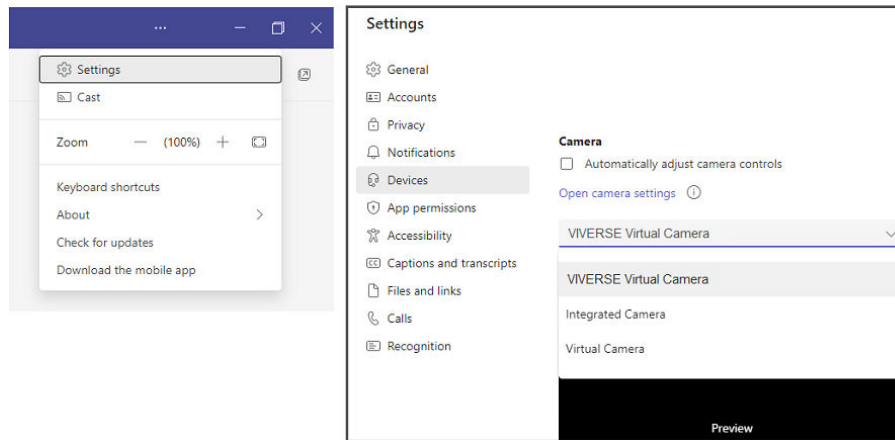 Settings
Cast
Zoom — (100%) +
Keyboard shortcuts
About
Check for updates
Download the mobile app
Settings
General
Accounts
Privacy
Notifications
Devices
App permissions
Accessibility
Captions and transcripts
Files and links
Calls
Recognition
Camera
Automatically adjust camera controls
Open camera settings
VIVERSE Virtual Camera
VIVERSE Virtual Camera
Integrated Camera
Virtual Camera
Preview